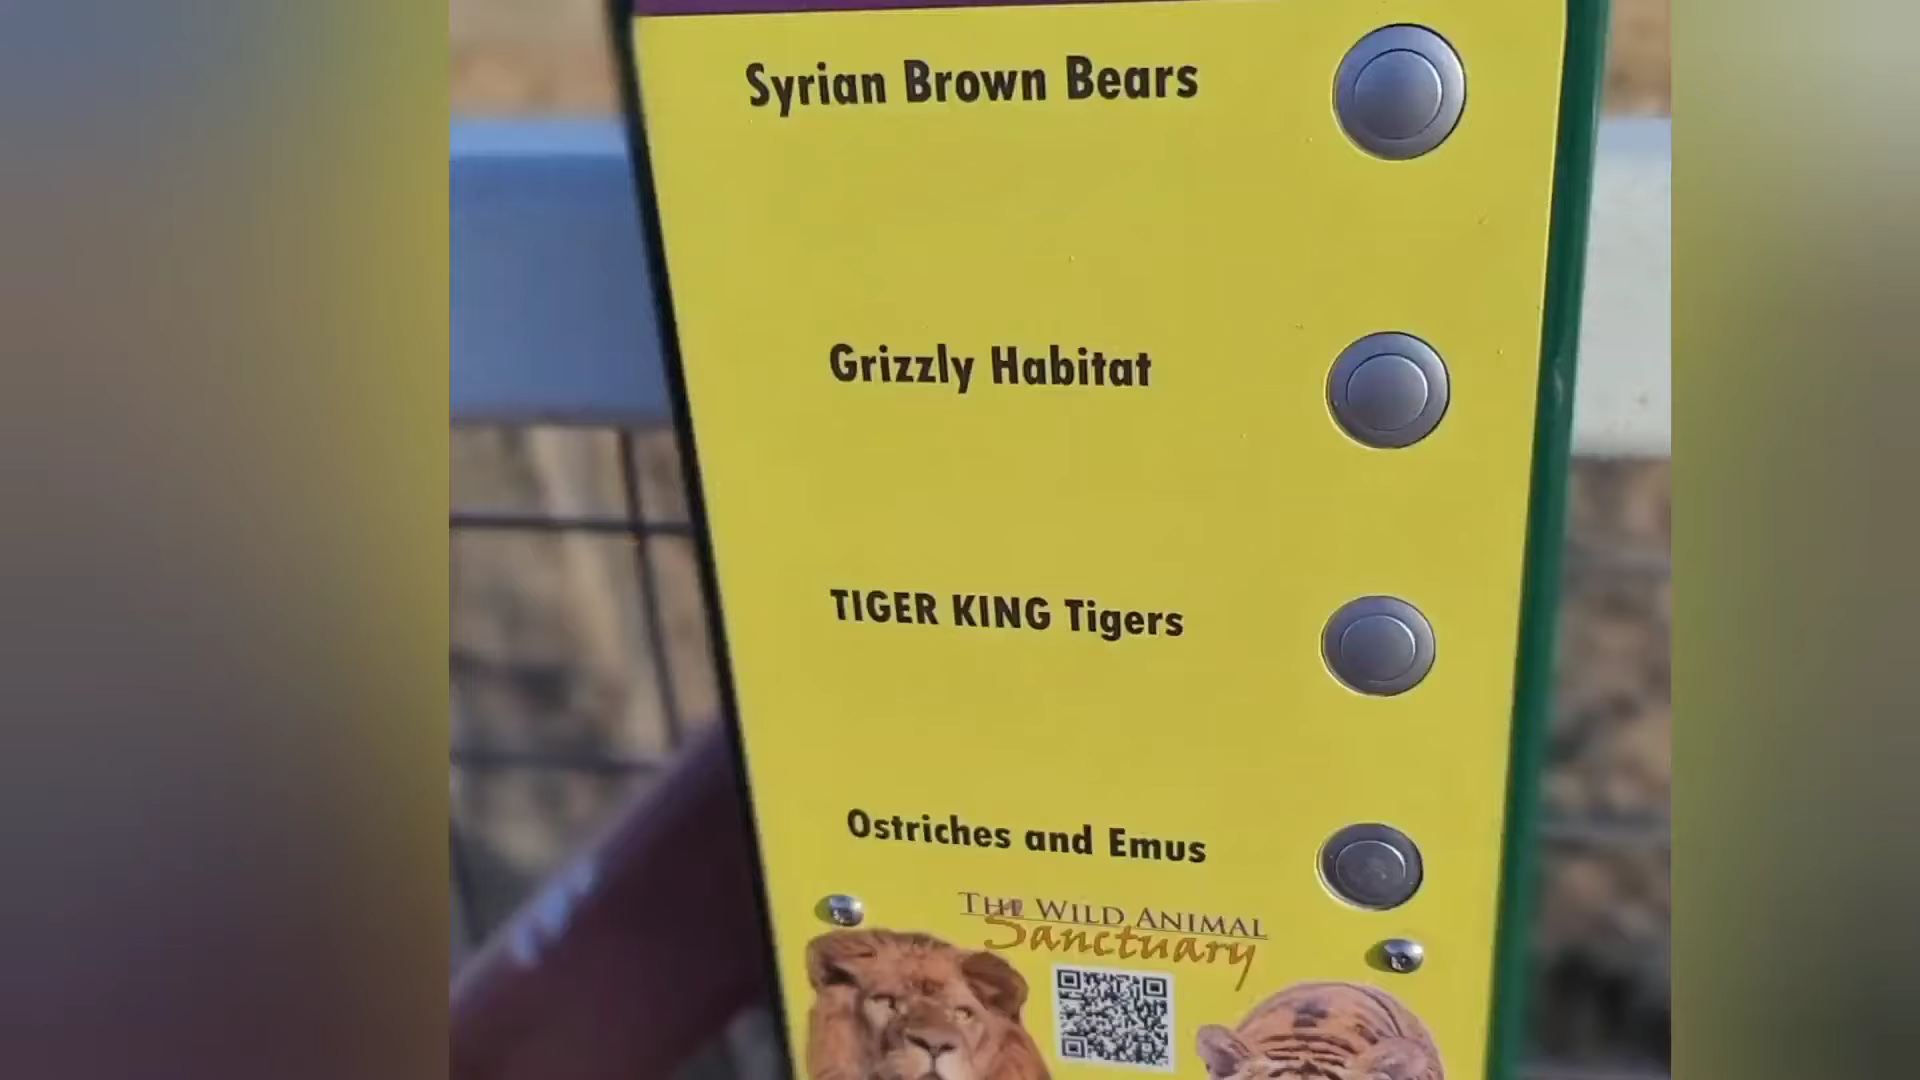 Syrian Brown Bears
Grizzly Habitat
TIGER KING Tigers
Ostriches and Emus
THE WILD ANIMAL
Sanctuary